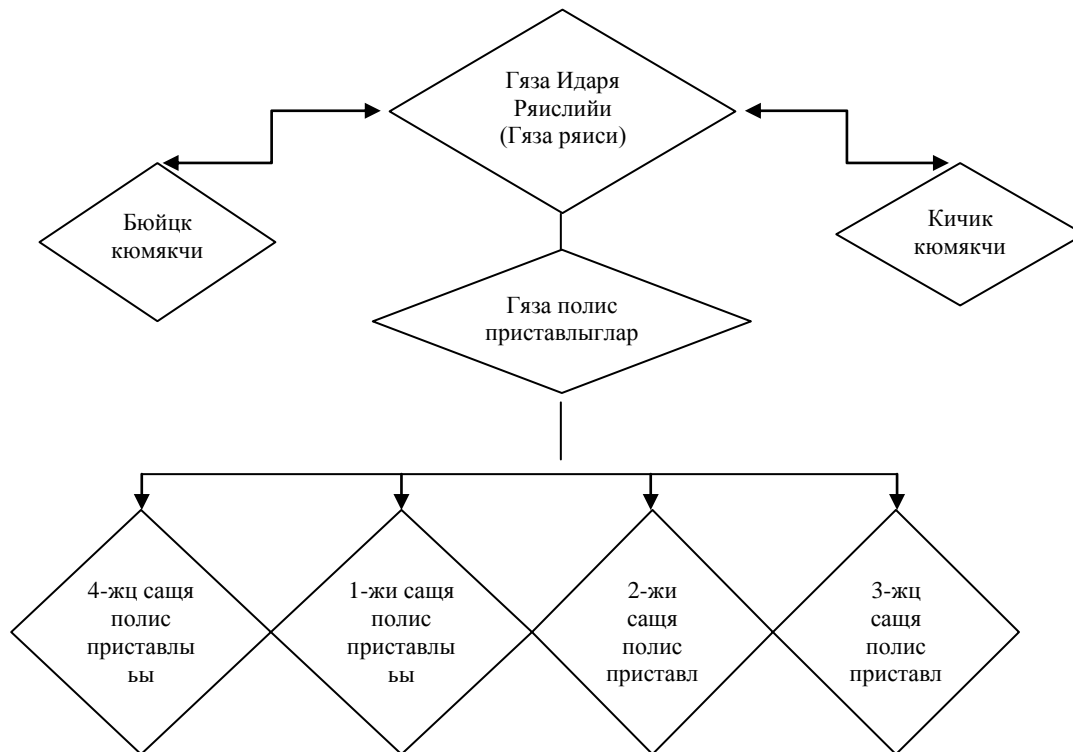 Гяза Идаря
Ряислийи
(Гяза ряиси)
Бюйцк
кюмякчи
Кичик
кюмякчи
Гяза полис
приставлыглар
4-жц сащя
полис
приставлы
ьы
1-жи сащя
полис
приставлы
ьы
2-жи
сащя
полис
приставл
3-жц
сащя
полис
приставл